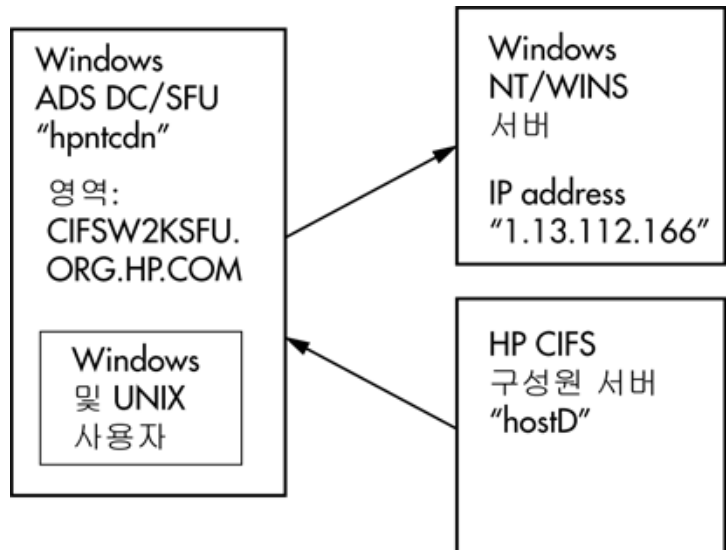 Windows
ADS DC/SFU
“hpntcdn”
영역:
CIFSW2KSFU.
ORG.HP.COM
Windows
및 UNIX
사용자
Windows
NT/WINS
서버
IP address
“1.13.112.166”
HP CIFS
구성원 서버
“hostD”